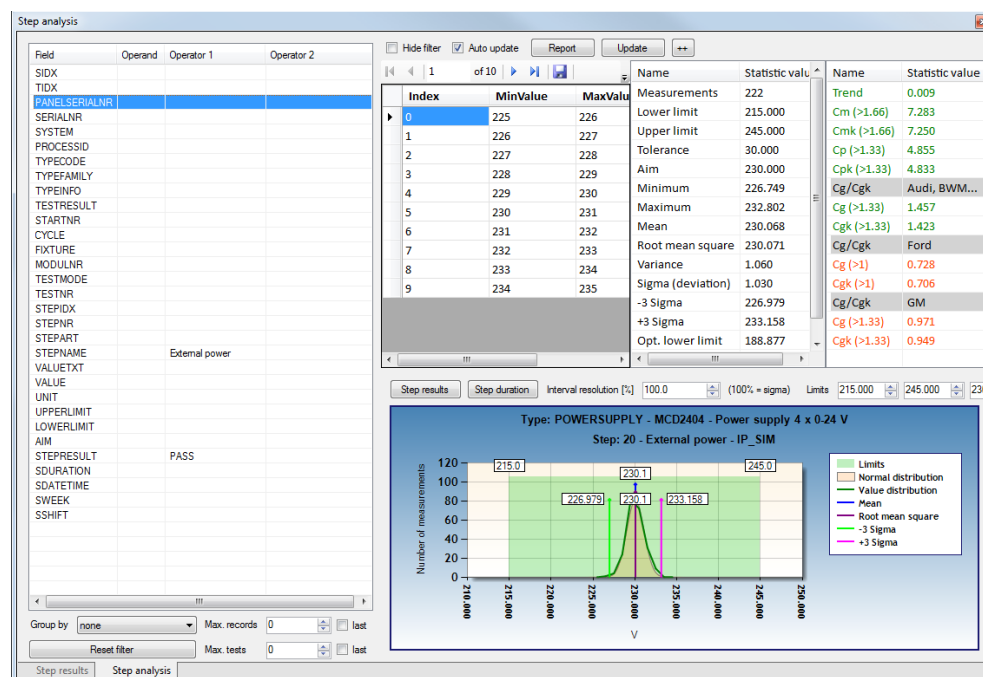 Step analysis
Field Operand Operator 1 Operator 2
SIDX
TIDX
PANELSERIALNR
SERIALNR
SYSTEM
PROCESSID
TYPECODE
TYPEFAMILY
TYPEINFO
TESTRESULT
STARTNR
CYCLE
FIXTURE
MODULNR
TESTMODE
TESTNR
STEPIDX
STEPNR
STEPART
STEPNAME External power
VALUETXT
VALUE
UNIT
UPPERLIMIT
LOWERLIMIT
AIM
STEPRESULT PASS
SDURATION
SDATETIME
SWEEK
SSHIFT
Group by none Max. records 0 last
Reset filter Max. tests 0 last
Step results Step analysis
Hide filter Auto update Report Update ++
1 of 10
Index MinValue MaxValu
0 225 226
1 226 227
2 227 228
3 228 229
4 229 230
5 230 231
6 231 232
7 232 233
8 233 234
9 234 235
Name Statistic valu
Measurements 222
Lower limit 215.000
Upper limit 245.000
Tolerance 30.000
Aim 230.000
Minimum 226.749
Maximum 232.802
Mean 230.068
Root mean square 230.071
Variance 1.060
Sigma (deviation) 1.030
-3 Sigma 226.979
+3 Sigma 233.158
Opt. lower limit 188.877
Name Statistic value
Trend 0.009
Cm (>1.66) 7.283
Cmk (>1.66) 7.250
Cp (>1.33) 4.855
Cpk (>1.33) 4.833
Cg/Cgk Audi, BWM...
Cg (>1.33) 1.457
Cgk (>1.33) 1.423
Cg/Cgk Ford
Cg (>1) 0.728
Cgk (>1) 0.706
Cg/Cgk GM
Cg (>1.33) 0.971
Cgk (>1.33) 0.949
Step results Step duration Interval resolution [%] 100.0 (100% = sigma) Limits 215.000 245.000 230
Type: POWERSUPPLY - MCD2404 - Power supply 4 x 0-24 V
Step: 20 - External power - IP_SIM
Number of measurements
120
100
80
60
40
20
0
215.0 230.1 245.0
226.979 230.1 233.158
210.000 215.000 220.000 225.000 230.000 235.000 240.000 245.000 250.000
V
Limits
Normal distribution
Value distribution
Mean
Root mean square
-3 Sigma
+3 Sigma